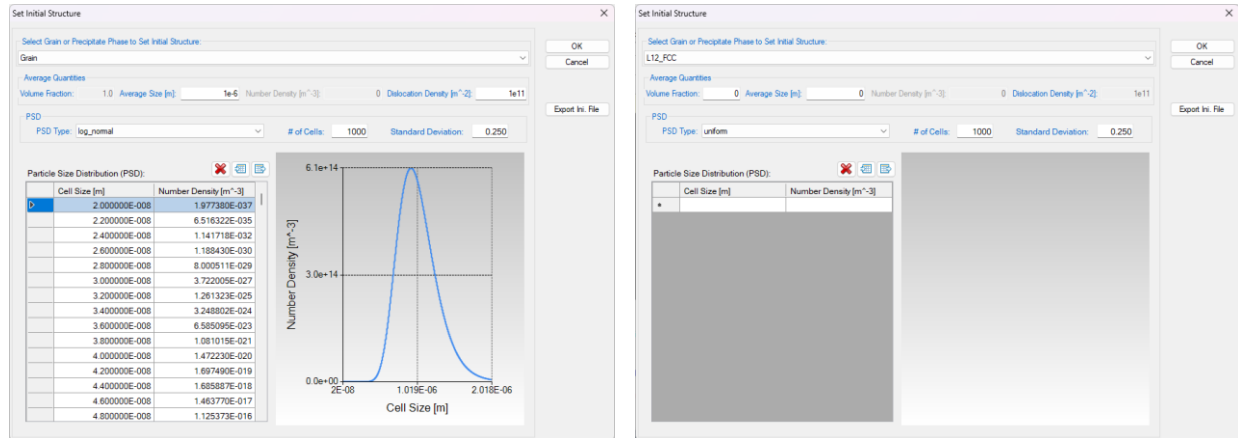 Set Initial Structure
Select Grain or Precipitate Phase to Set Initial Structure:
Grain
OK
Cancel
Average Quantities
Volume Fraction: 1.0 Average Size [m]: 1e-6 Number Density [m^-3]: 0 Dislocation Density [m^-2]: 1e11
Export Ini. File
PSD
PSD Type: log_normal # of Cells: 1000 Standard Deviation: 0.250
Particle Size Distribution (PSD):
Cell Size [m] Number Density [m^-3]
2.000000E-008 1.977380E-037
2.200000E-008 6.516322E-035
2.400000E-008 1.141718E-032
2.600000E-008 1.188430E-030
2.800000E-008 8.000511E-029
3.000000E-008 3.722005E-027
3.200000E-008 1.261323E-025
3.400000E-008 3.248802E-024
3.600000E-008 6.585095E-023
3.800000E-008 1.081015E-021
4.000000E-008 1.472230E-020
4.200000E-008 1.697490E-019
4.400000E-008 1.685887E-018
4.600000E-008 1.463770E-017
4.800000E-008 1.125373E-016
6.1e+14
3.0e+14
0.0e+00
Number Density [m^-3]
2E-08 1.019E-06 2.018E-06
Cell Size [m]
Set Initial Structure
Select Grain or Precipitate Phase to Set Initial Structure:
L12_FCC
OK
Cancel
Average Quantities
Volume Fraction: 0 Average Size [m]: 0 Number Density [m^-3]: 0 Dislocation Density [m^-2]: 1e11
Export Ini. File
PSD
PSD Type: uniform # of Cells: 1000 Standard Deviation: 0.250
Particle Size Distribution (PSD):
Cell Size [m] Number Density [m^-3]